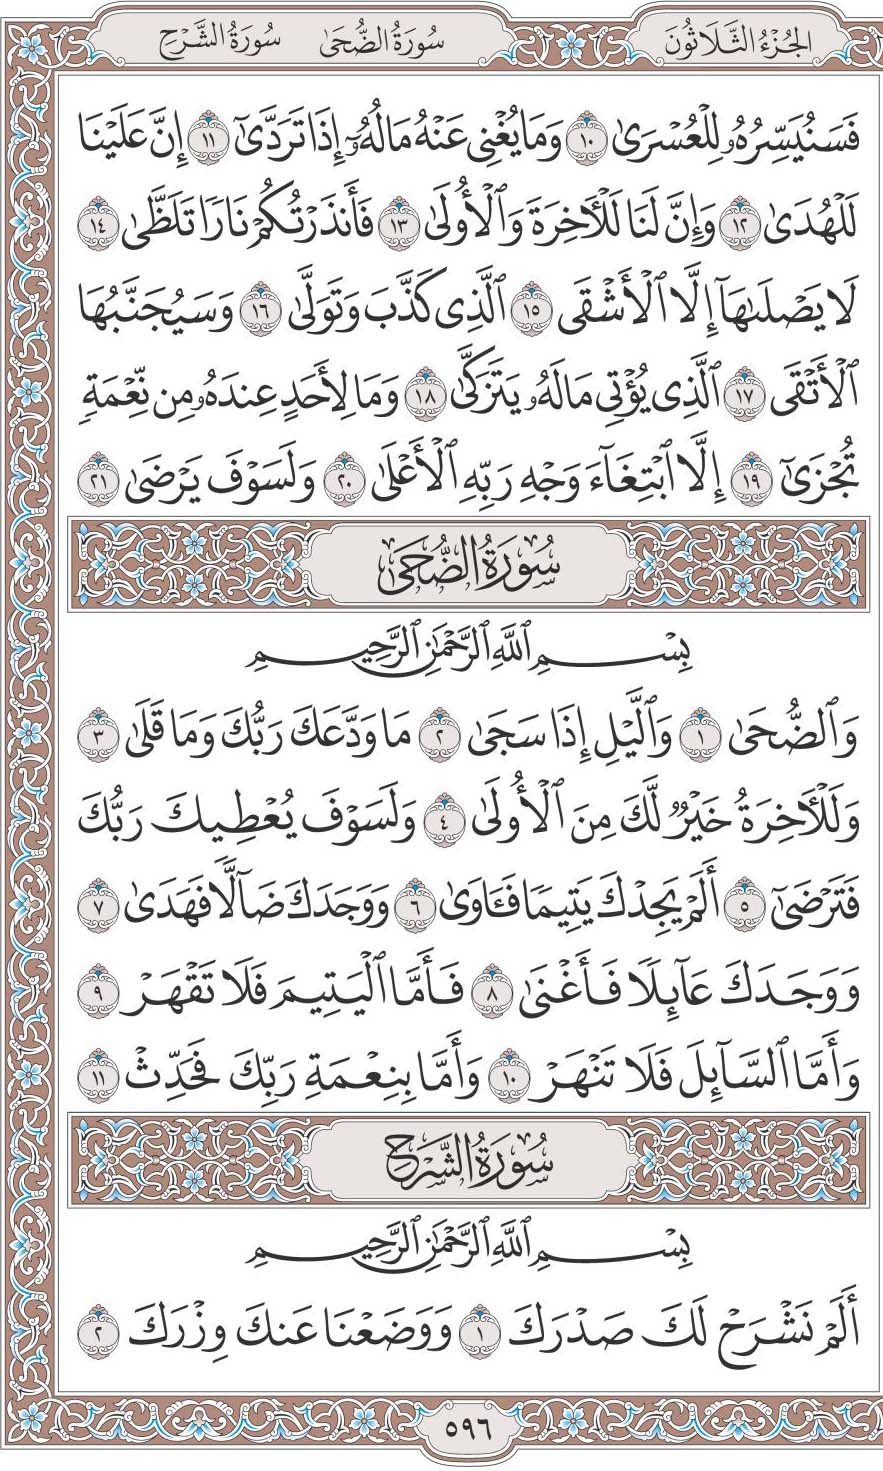 الجُزْءُ الثَّلَاثُونَ
سُورَةُ الضُّحَىٰ سُورَةُ الشَّرْحِ
فَسَنُيَسِّرُهُۥ لِلْعُسْرَىٰ ١٠ وَمَا يُغْنِى عَنْهُ مَالُهُۥٓ إِذَا تَرَدَّىٰٓ ١١ إِنَّ عَلَيْنَا
لَلْهُدَىٰ ١٢ وَإِنَّ لَنَا لَلْـَٔاخِرَةَ وَٱلْأُولَىٰ ١٣ فَأَنذَرْتُكُمْ نَارًا تَلَظَّىٰ ١٤
لَا يَصْلَىٰهَآ إِلَّا ٱلْأَشْقَى ١٥ ٱلَّذِى كَذَّبَ وَتَوَلَّىٰ ١٦ وَسَيُجَنَّبُهَا
ٱلْأَتْقَى ١٧ ٱلَّذِى يُؤْتِى مَالَهُۥ يَتَزَكَّىٰ ١٨ وَمَا لِأَحَدٍ عِندَهُۥ مِن نِّعْمَةٍ
تُجْزَىٰٓ ١٩ إِلَّا ٱبْتِغَآءَ وَجْهِ رَبِّهِ ٱلْأَعْلَىٰ ٢٠ وَلَسَوْفَ يَرْضَىٰ ٢١
سُورَةُ الضُّحَىٰ
بِسْمِ ٱللَّهِ ٱلرَّحْمَٰنِ ٱلرَّحِيمِ
وَٱلضُّحَىٰ ١ وَٱلَّيْلِ إِذَا سَجَىٰ ٢ مَا وَدَّعَكَ رَبُّكَ وَمَا قَلَىٰ ٣
وَلَلْـَٔاخِرَةُ خَيْرٌ لَّكَ مِنَ ٱلْأُولَىٰ ٤ وَلَسَوْفَ يُعْطِيكَ رَبُّكَ
فَتَرْضَىٰٓ ٥ أَلَمْ يَجِدْكَ يَتِيمًا فَـَٔاوَىٰ ٦ وَوَجَدَكَ ضَآلًّا فَهَدَىٰ ٧
وَوَجَدَكَ عَآئِلًا فَأَغْنَىٰ ٨ فَأَمَّا ٱلْيَتِيمَ فَلَا تَقْهَرْ ٩
وَأَمَّا ٱلسَّآئِلَ فَلَا تَنْهَرْ ١٠ وَأَمَّا بِنِعْمَةِ رَبِّكَ فَحَدِّثْ ١١
سُورَةُ الشَّرْحِ
بِسْمِ ٱللَّهِ ٱلرَّحْمَٰنِ ٱلرَّحِيمِ
أَلَمْ نَشْرَحْ لَكَ صَدْرَكَ ١ وَوَضَعْنَا عَنكَ وِزْرَكَ ٢
٥٩٦